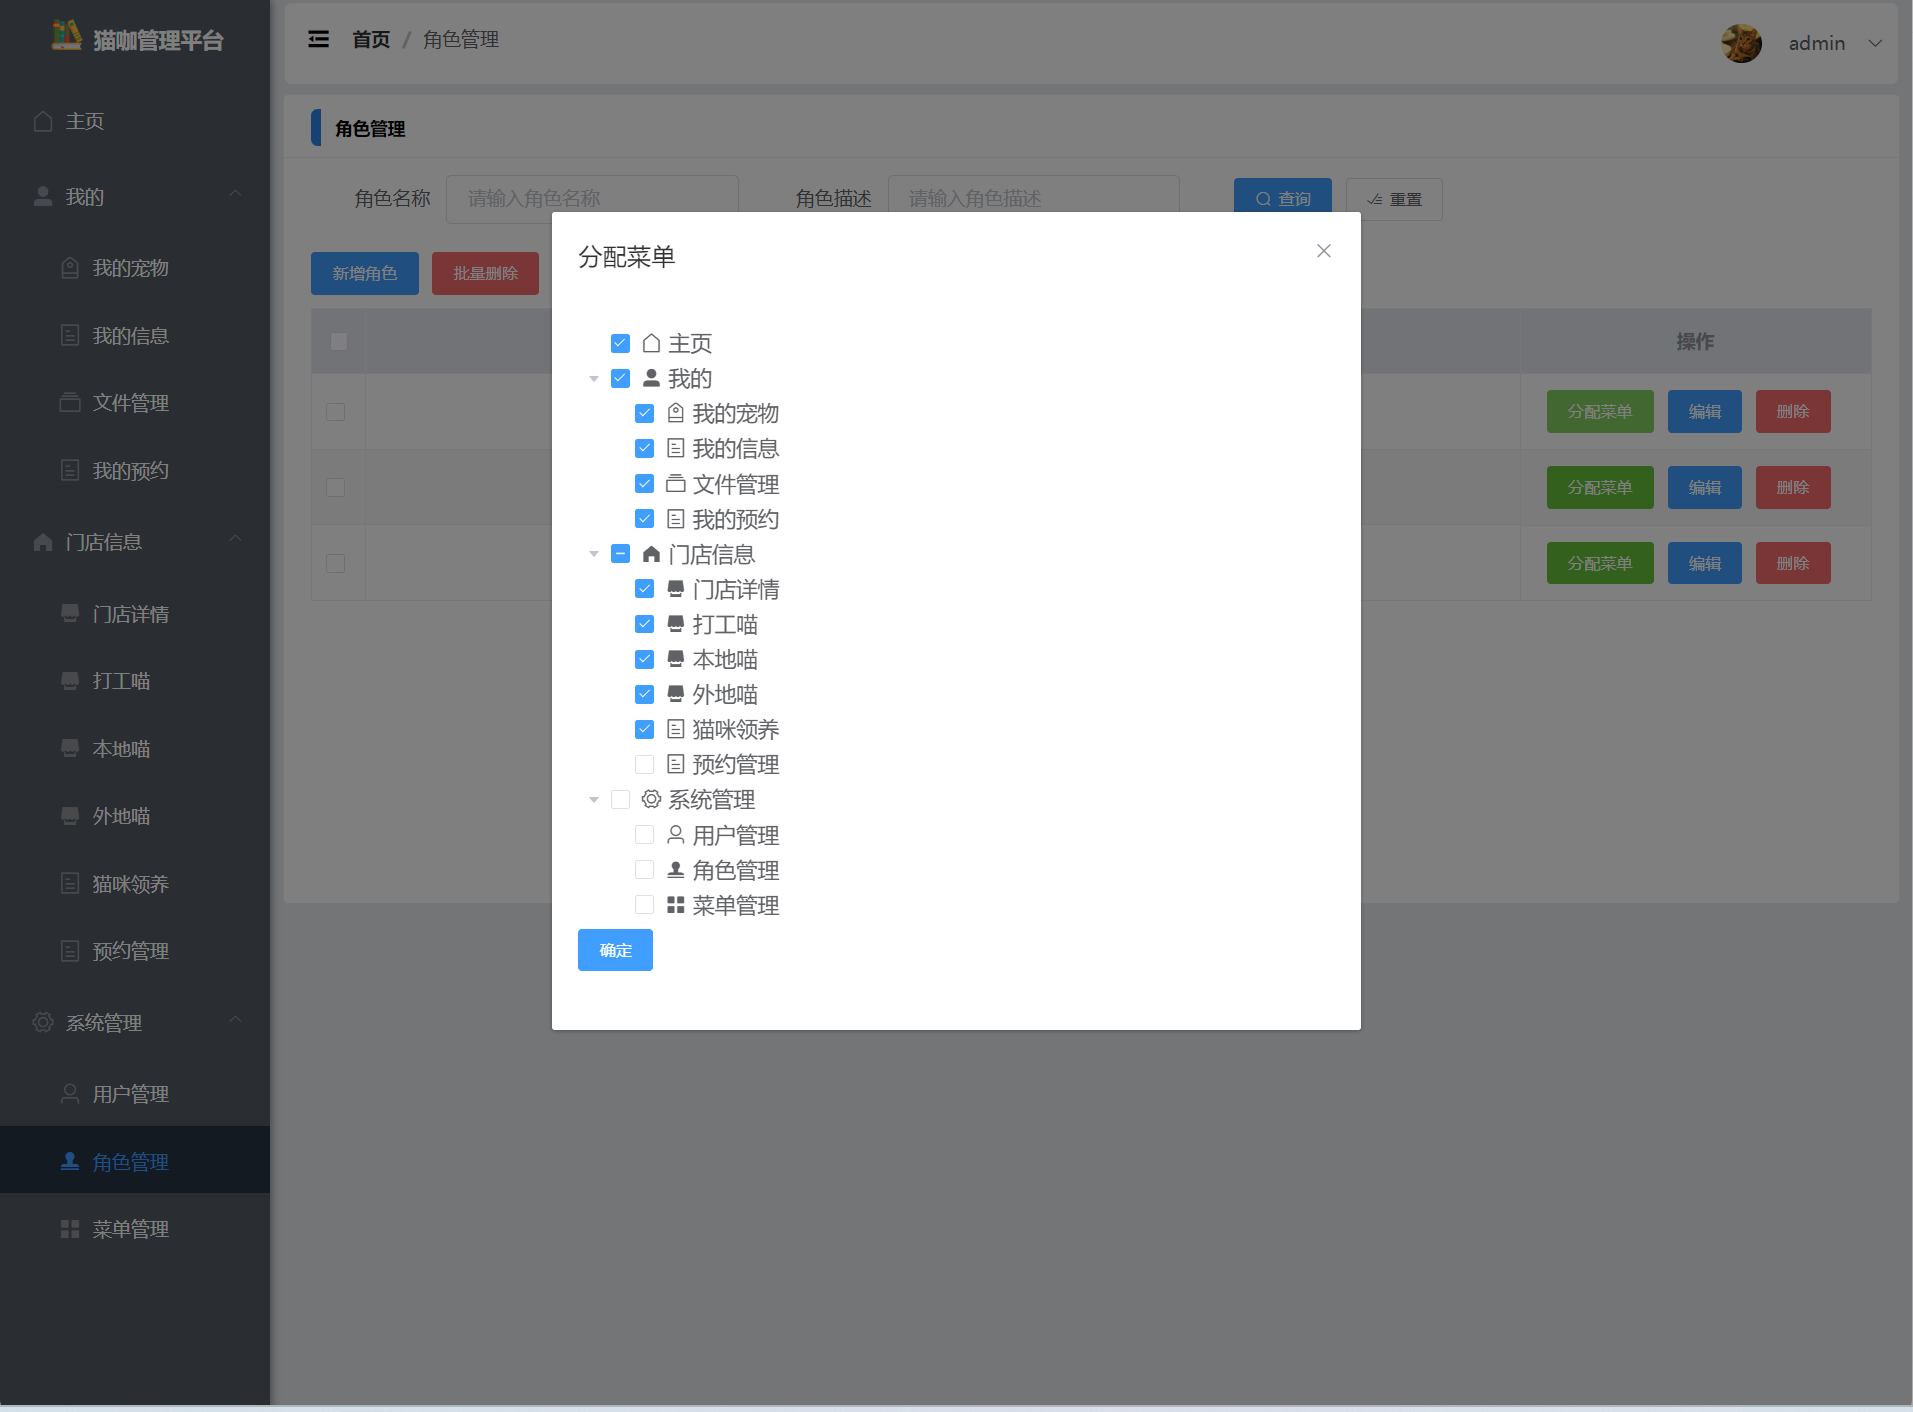 猫咖管理平台
主页
我的
我的宠物
我的信息
文件管理
我的预约
门店信息
门店详情
打工喵
本地喵
外地喵
猫咪领养
预约管理
系统管理
用户管理
角色管理
菜单管理
首页 / 角色管理
admin
角色管理
角色名称 请输入角色名称 角色描述 请输入角色描述 查询 重置
新增角色 批量删除
操作
分配菜单 编辑 删除
分配菜单 编辑 删除
分配菜单 编辑 删除
分配菜单
主页
我的
我的宠物
我的信息
文件管理
我的预约
门店信息
门店详情
打工喵
本地喵
外地喵
猫咪领养
预约管理
系统管理
用户管理
角色管理
菜单管理
确定